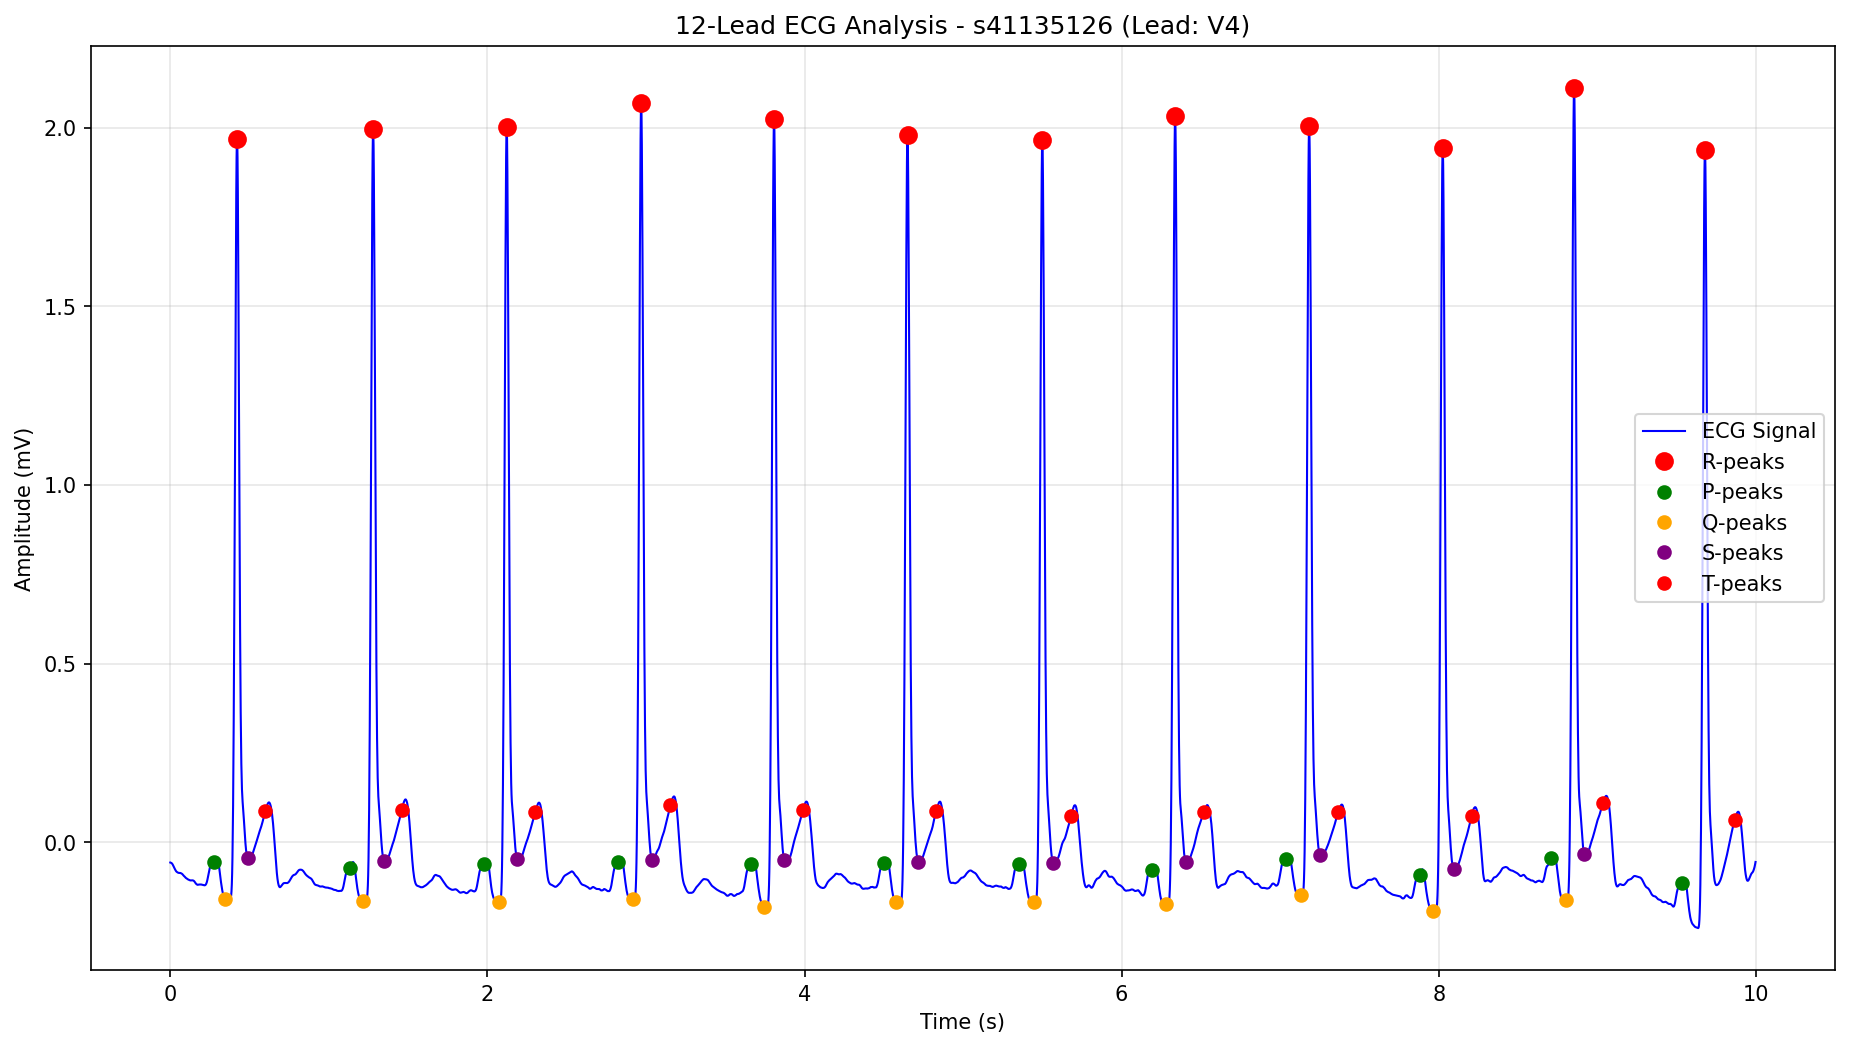 12-Lead ECG Analysis - s41135126 (Lead: V4)
Amplitude (mV)
2.0
1.5
1.0
0.5
0.0
ECG Signal
R-peaks
P-peaks
Q-peaks
S-peaks
T-peaks
0 2 4 6 8 10
Time (s)